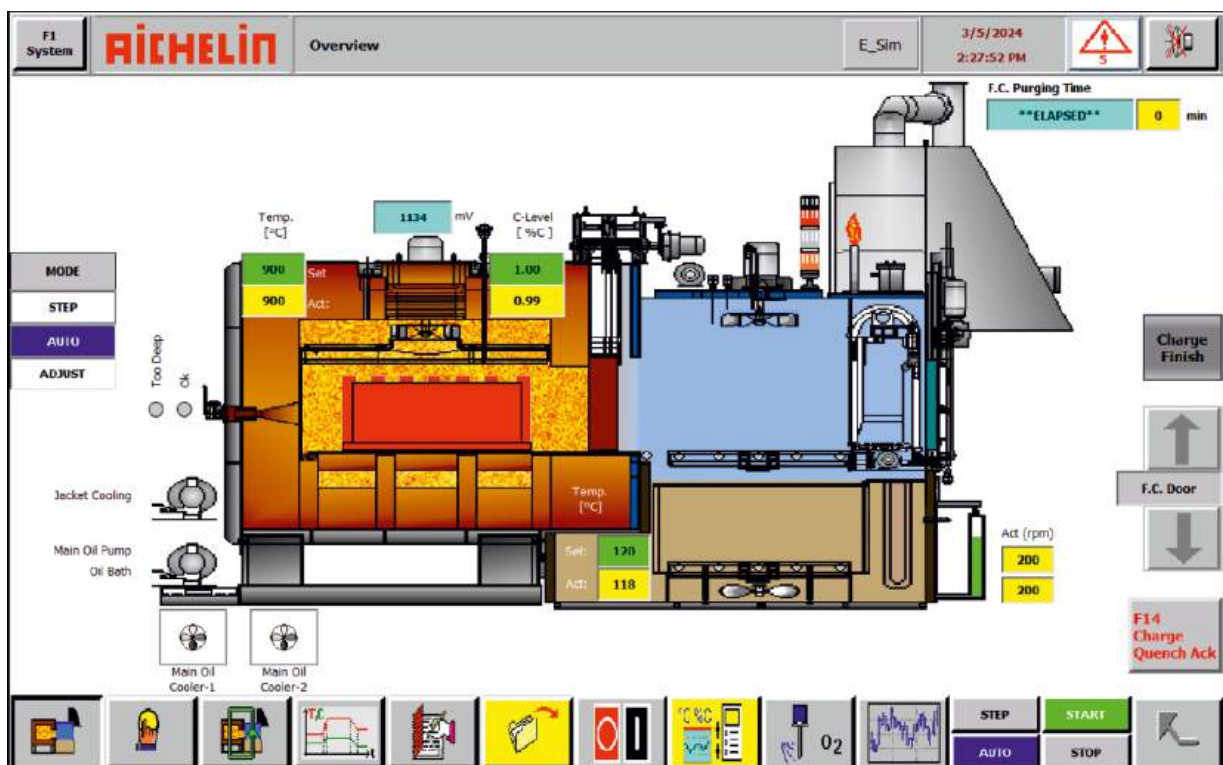 F1
System
AICHELIN
Overview
E_Sim
3/5/2024
2:27:52 PM
5
F.C. Purging Time
**ELAPSED**
0
min
Temp.
[°C]
1134
mV
C-Level
[ %C ]
900
Set
1.00
900
Act:
0.99
MODE
STEP
AUTO
ADJUST
Too Deep
Ok
Charge
Finish
F.C. Door
Jacket Cooling
Temp.
[°C]
Main Oil Pump
Oil Bath
Set:
120
Act:
118
Act (rpm)
200
200
F14
Charge
Quench Ack
Main Oil
Cooler-1
Main Oil
Cooler-2
T,C
t
°C %C
O2
STEP
START
AUTO
STOP